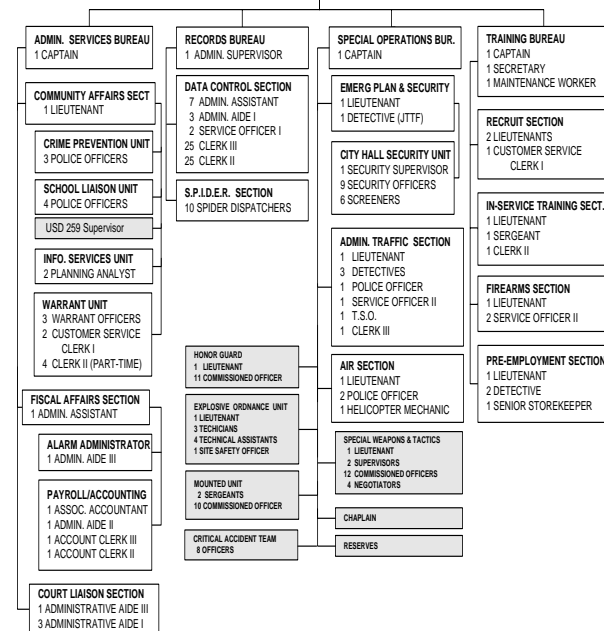 ADMIN. SERVICES BUREAU
1 CAPTAIN
COMMUNITY AFFAIRS SECT
1 LIEUTENANT
CRIME PREVENTION UNIT
3 POLICE OFFICERS
SCHOOL LIAISON UNIT
4 POLICE OFFICERS
USD 259 Supervisor
INFO. SERVICES UNIT
2 PLANNING ANALYST
WARRANT UNIT
3 WARRANT OFFICERS
2 CUSTOMER SERVICE
CLERK I
4 CLERK II (PART-TIME)
FISCAL AFFAIRS SECTION
1 ADMIN. ASSISTANT
ALARM ADMINISTRATOR
1 ADMIN. AIDE III
PAYROLL/ACCOUNTING
1 ASSOC. ACCOUNTANT
1 ADMIN. AIDE II
1 ACCOUNT CLERK III
1 ACCOUNT CLERK II
COURT LIAISON SECTION
1 ADMINISTRATIVE AIDE III
3 ADMINISTRATIVE AIDE I
RECORDS BUREAU
1 ADMIN. SUPERVISOR
DATA CONTROL SECTION
7 ADMIN. ASSISTANT
3 ADMIN. AIDE I
2 SERVICE OFFICER I
25 CLERK III
25 CLERK II
S.P.I.D.E.R. SECTION
10 SPIDER DISPATCHERS
SPECIAL OPERATIONS BUR.
1 CAPTAIN
EMERG PLAN & SECURITY
1 LIEUTENANT
1 DETECTIVE (JTTF)
CITY HALL SECURITY UNIT
1 SECURITY SUPERVISOR
9 SECURITY OFFICERS
6 SCREENERS
ADMIN. TRAFFIC SECTION
1 LIEUTENANT
3 DETECTIVES
1 POLICE OFFICER
1 SERVICE OFFICER II
1 T.S.O.
1 CLERK III
AIR SECTION
1 LIEUTENANT
2 POLICE OFFICER
1 HELICOPTER MECHANIC
HONOR GUARD
1 LIEUTENANT
11 COMMISSIONED OFFICER
EXPLOSIVE ORDNANCE UNIT
1 LIEUTENANT
3 TECHICIANS
4 TECHNICAL ASSISTANTS
1 SITE SAFETY OFFICER
MOUNTED UNIT
2 SERGEANTS
10 COMMISSIONED OFFICER
CRITICAL ACCIDENT TEAM
8 OFFICERS
SPECIAL WEAPONS & TACTICS
1 LIEUTENANT
2 SUPERVISORS
12 COMMISSIONED OFFICERS
4 NEGOTIATORS
CHAPLAIN
RESERVES
TRAINING BUREAU
1 CAPTAIN
1 SECRETARY
1 MAINTENANCE WORKER
RECRUIT SECTION
2 LIEUTENANTS
1 CUSTOMER SERVICE
CLERK I
IN-SERVICE TRAINING SECT.
1 LIEUTENANT
1 SERGEANT
1 CLERK II
FIREARMS SECTION
1 LIEUTENANT
2 SERVICE OFFICER II
PRE-EMPLOYMENT SECTION
1 LIEUTENANT
2 DETECTIVE
1 SENIOR STOREKEEPER